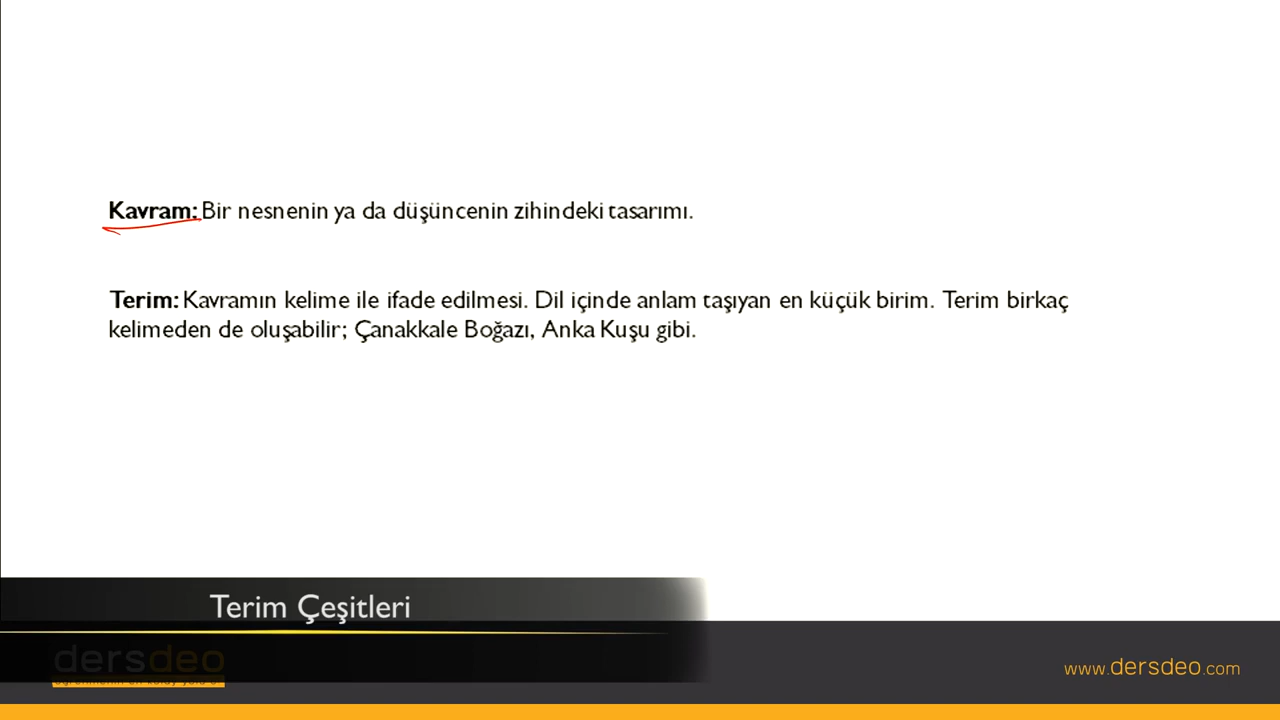 Kavram: Bir nesnenin ya da düşüncenin zihindeki tasarımı.
Terim: Kavramın kelime ile ifade edilmesi. Dil içinde anlam taşıyan en küçük birim. Terim birkaç
kelimeden de oluşabilir; Çanakkale Boğazı, Anka Kuşu gibi.
Terim Çeşitleri
dersdeo
www.dersdeo.com